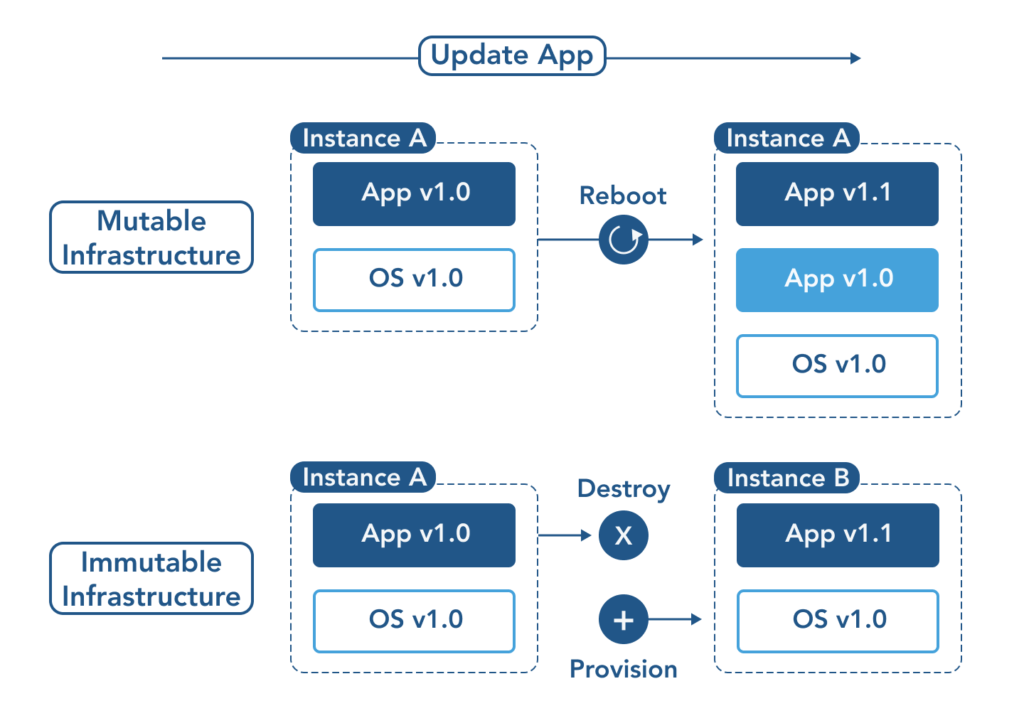 Update App
Mutable
Infrastructure
Instance A
App v1.0
OS v1.0
Reboot
Instance A
App v1.1
App v1.0
OS v1.0
Immutable
Infrastructure
Instance A
App v1.0
OS v1.0
Destroy
X
+
Provision
Instance B
App v1.1
OS v1.0